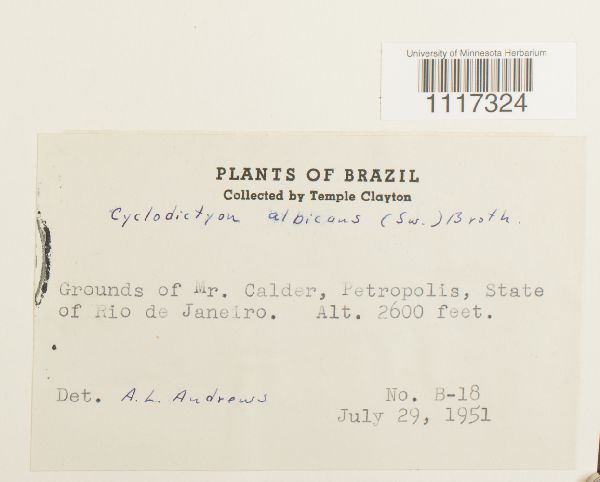 University of Minnesota Herbarium
1117324
PLANTS OF BRAZIL
Collected by Temple Clayton
Cyclodictyon albicans (Sw.) Broth.
Grounds of Mr. Calder, Petropolis, State
of Rio de Janeiro. Alt. 2600 feet.
Det. A.L. Andrews
No. B-18
July 29, 1951